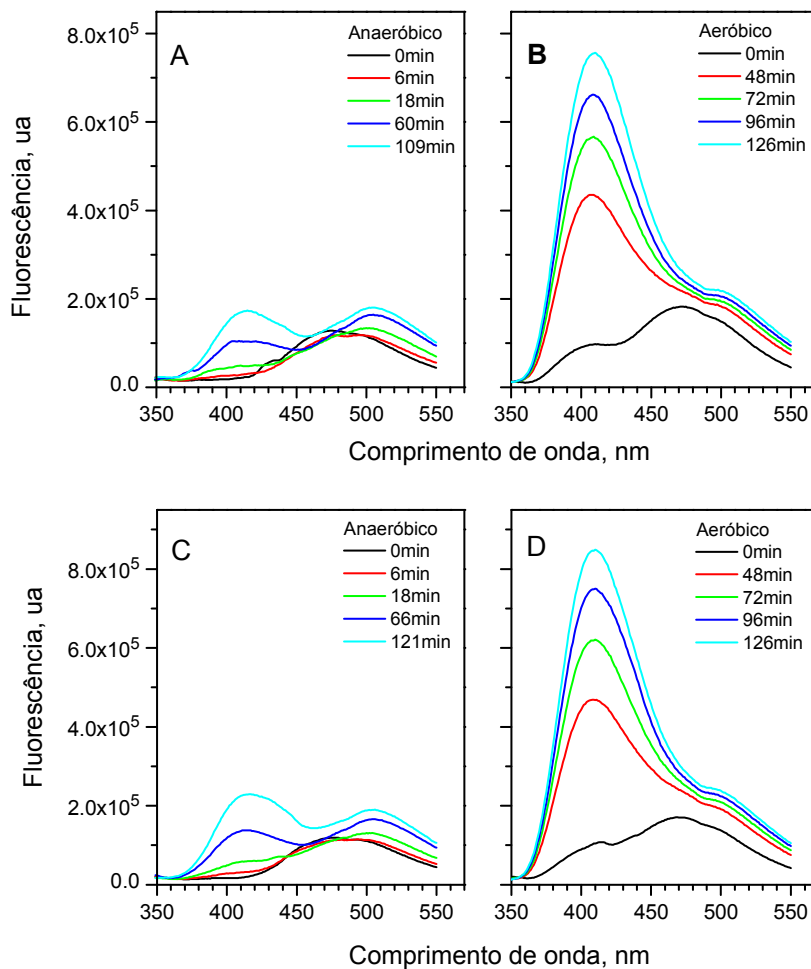 Fluorescência, ua
8.0x10⁵
6.0x10⁵
4.0x10⁵
2.0x10⁵
0.0
A
Anaeróbico
0min
6min
18min
60min
109min
350 400 450 500 550
B
Aeróbico
0min
48min
72min
96min
126min
350 400 450 500 550
Comprimento de onda, nm
Fluorescência, ua
8.0x10⁵
6.0x10⁵
4.0x10⁵
2.0x10⁵
0.0
C
Anaeróbico
0min
6min
18min
66min
121min
350 400 450 500 550
D
Aeróbico
0min
48min
72min
96min
126min
350 400 450 500 550
Comprimento de onda, nm